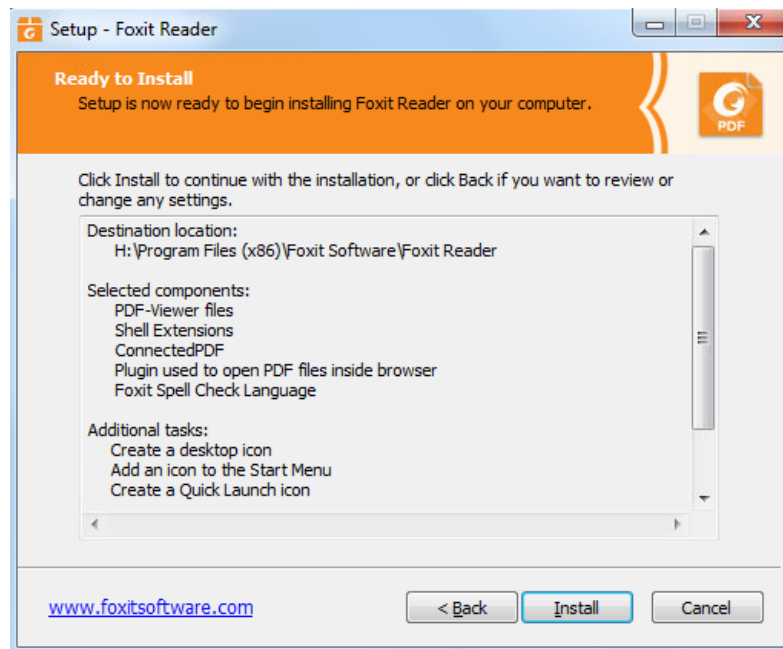 Setup - Foxit Reader
Ready to Install
Setup is now ready to begin installing Foxit Reader on your computer.
PDF
Click Install to continue with the installation, or click Back if you want to review or
change any settings.
Destination location:
H:\Program Files (x86)\Foxit Software\Foxit Reader
Selected components:
PDF-Viewer files
Shell Extensions
ConnectedPDF
Plugin used to open PDF files inside browser
Foxit Spell Check Language
Additional tasks:
Create a desktop icon
Add an icon to the Start Menu
Create a Quick Launch icon
www.foxitsoftware.com
< Back
Install
Cancel